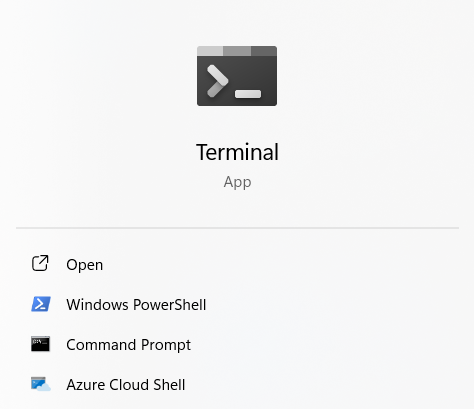 Terminal
App
Open
Windows PowerShell
Command Prompt
Azure Cloud Shell